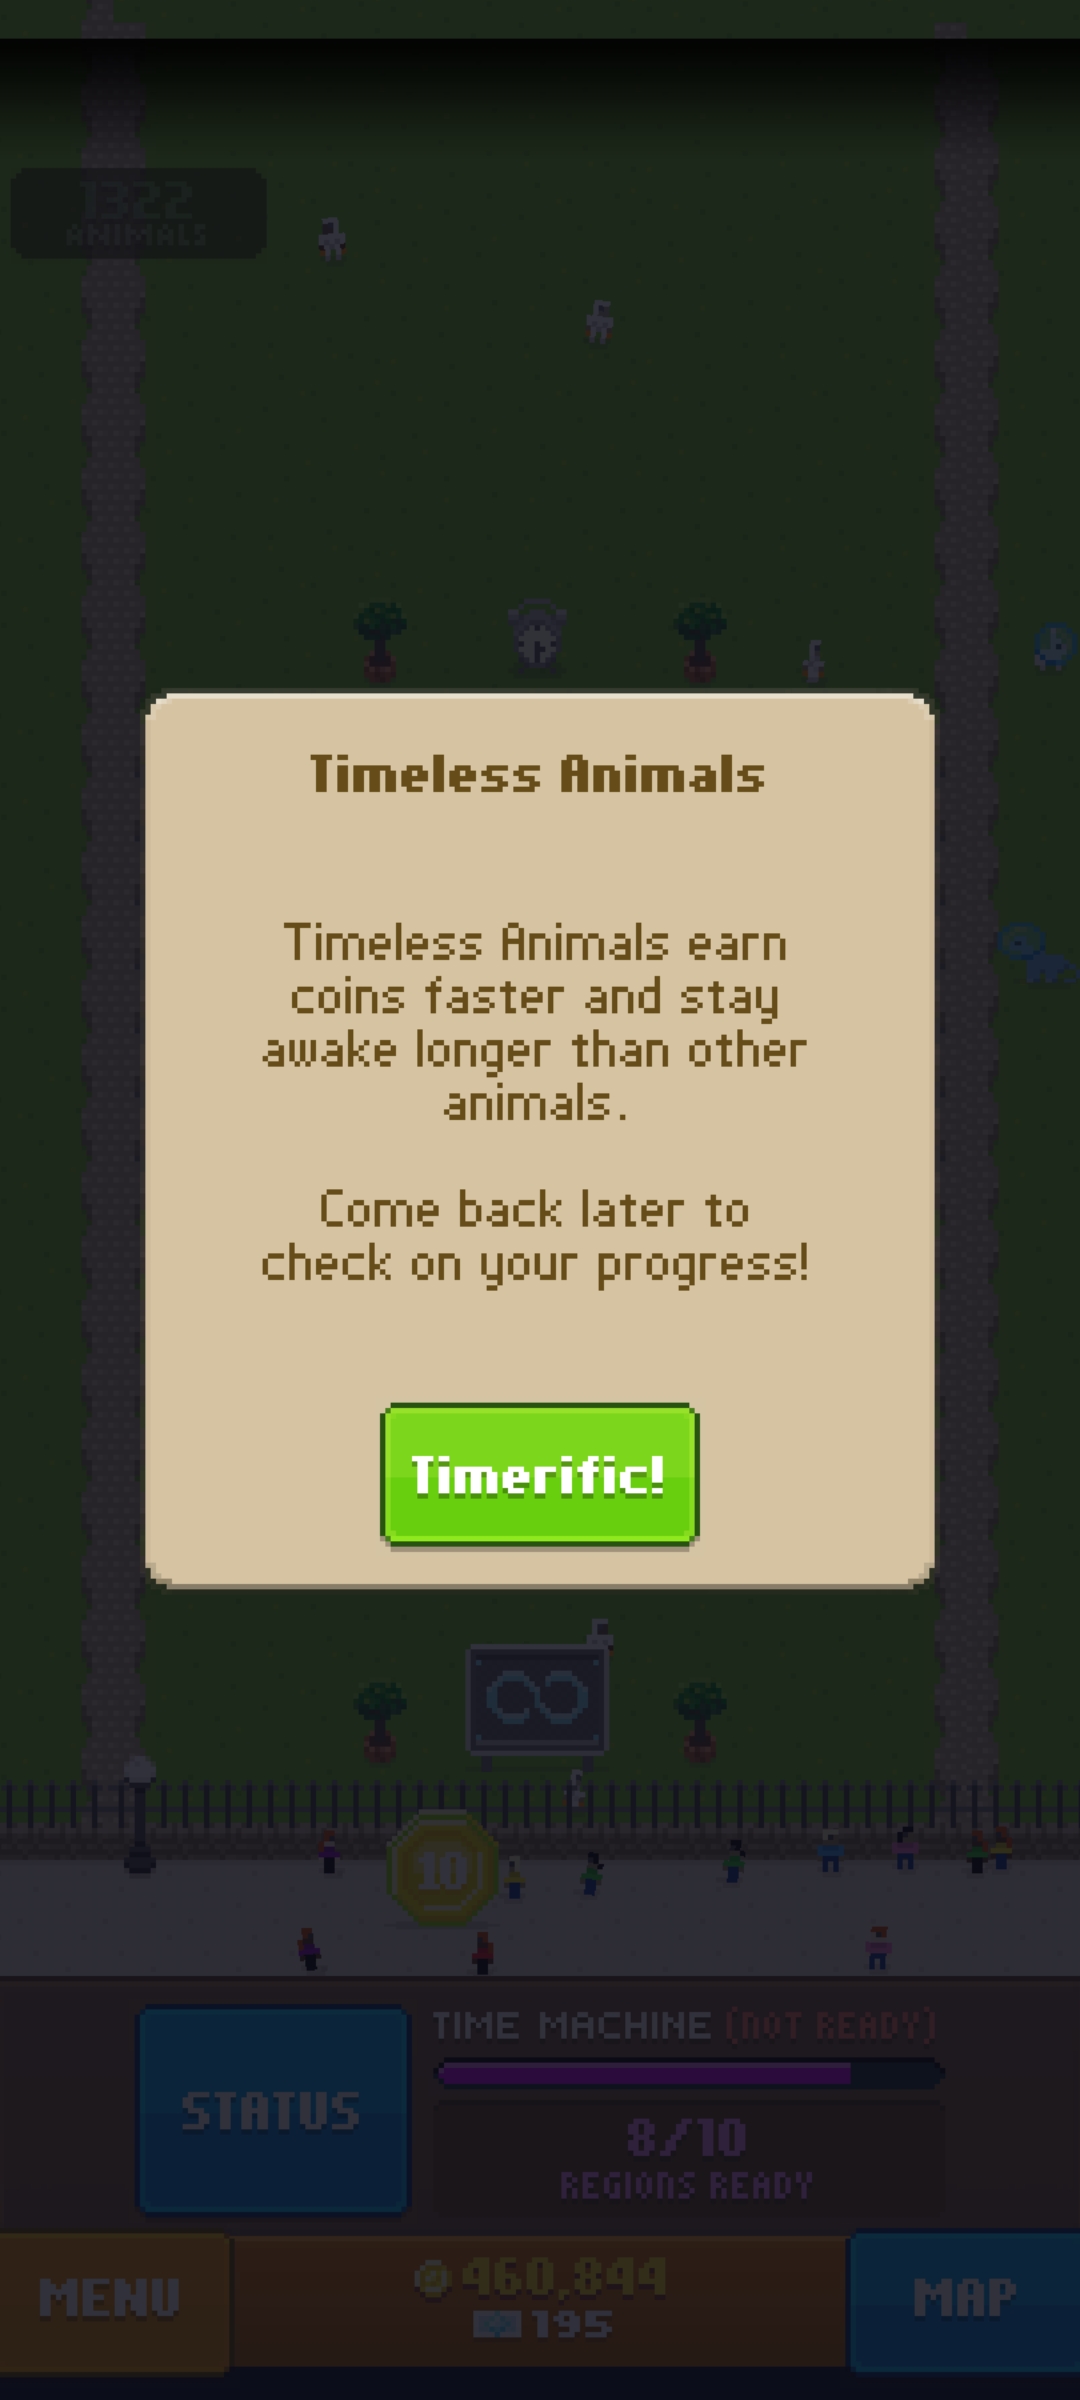 1322
ANIMALS
Timeless Animals
Timeless Animals earn
coins faster and stay
awake longer than other
animals.
Come back later to
check on your progress!
Timerific!
10
STATUS
TIME MACHINE (NOT READY)
8/10
REGIONS READY
MENU
460,844
195
MAP